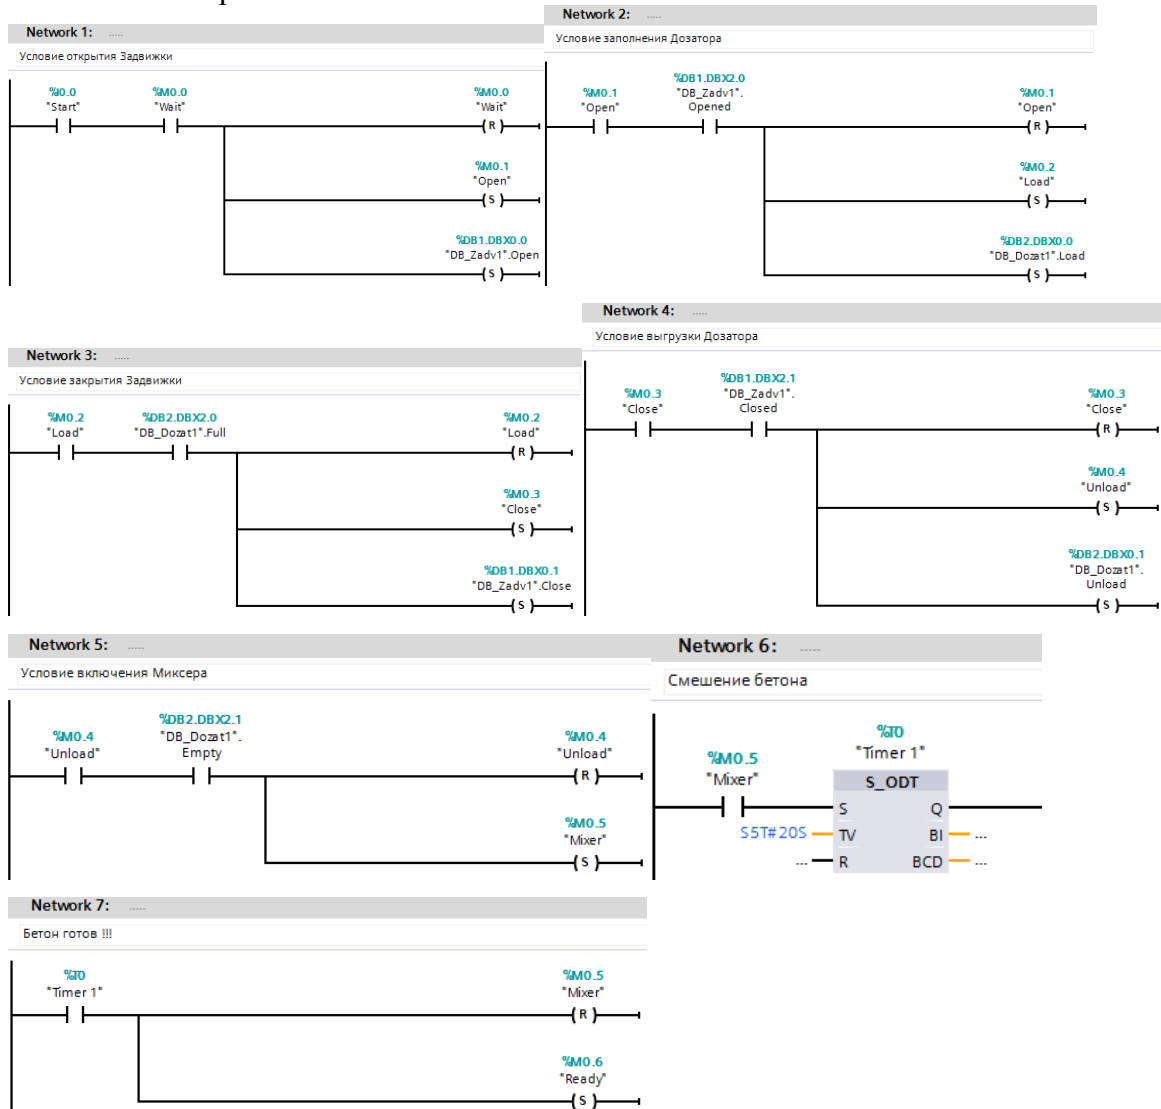 Network 1: .....
Условие открытия Задвижки
%I0.0
"Start"
%M0.0
"Wait"
%M0.0
"Wait"
R
%M0.1
"Open"
S
%DB1.DBX0.0
"DB_Zadv1".Open
S
Network 2: .....
Условие заполнения Дозатора
%M0.1
"Open"
%DB1.DBX2.0
"DB_Zadv1".
Opened
%M0.1
"Open"
R
%M0.2
"Load"
S
%DB2.DBX0.0
"DB_Dozat1".Load
S
Network 3: .....
Условие закрытия Задвижки
%M0.2
"Load"
%DB2.DBX2.0
"DB_Dozat1".Full
%M0.2
"Load"
R
%M0.3
"Close"
S
%DB1.DBX0.1
"DB_Zadv1".Close
S
Network 4: .....
Условие выгрузки Дозатора
%M0.3
"Close"
%DB1.DBX2.1
"DB_Zadv1".
Closed
%M0.3
"Close"
R
%M0.4
"Unload"
S
%DB2.DBX0.1
"DB_Dozat1".
Unload
S
Network 5: .....
Условие включения Миксера
%M0.4
"Unload"
%DB2.DBX2.1
"DB_Dozat1".
Empty
%M0.4
"Unload"
R
%M0.5
"Mixer"
S
Network 6: .....
Смешение бетона
%M0.5
"Mixer"
%T0
"Timer 1"
S_ODT
S Q
S5T#20S TV BI ...
... R BCD ...
Network 7: .....
Бетон готов !!!
%T0
"Timer 1"
%M0.5
"Mixer"
R
%M0.6
"Ready"
S